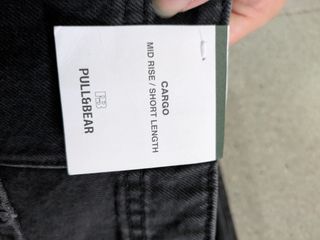 CARGO
MID RISE / SHORT LENGTH
PULL&BEAR